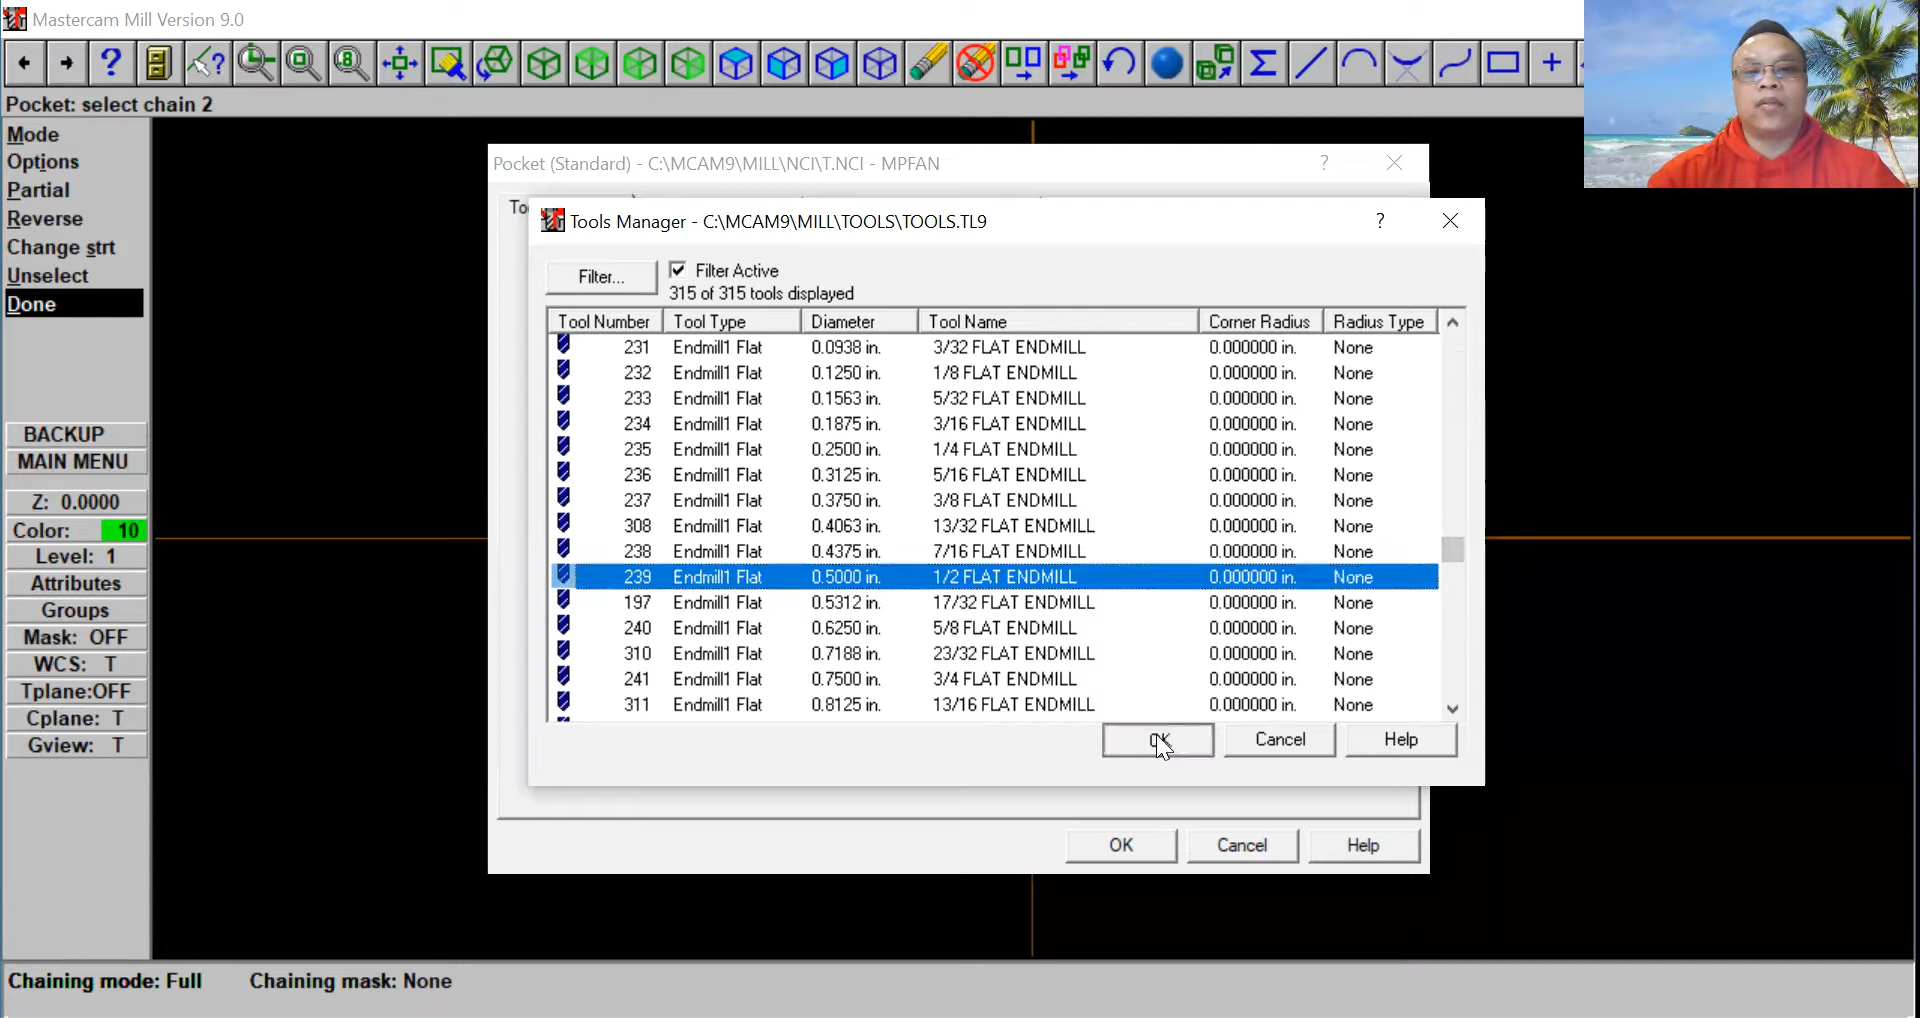 Mastercam Mill Version 9.0
Pocket: select chain 2
Mode
Options
Partial
Reverse
Change strt
Unselect
Done
BACKUP
MAIN MENU
Z: 0.0000
Color: 10
Level: 1
Attributes
Groups
Mask: OFF
WCS: T
Tplane:OFF
Cplane: T
Gview: T
Pocket (Standard) - C:\MCAM9\MILL\NCI\T.NCI - MPFAN
Tools Manager - C:\MCAM9\MILL\TOOLS\TOOLS.TL9
Filter...
Filter Active
315 of 315 tools displayed
Tool Number Tool Type Diameter Tool Name Corner Radius Radius Type
231 Endmill1 Flat 0.0938 in. 3/32 FLAT ENDMILL 0.000000 in. None
232 Endmill1 Flat 0.1250 in. 1/8 FLAT ENDMILL 0.000000 in. None
233 Endmill1 Flat 0.1563 in. 5/32 FLAT ENDMILL 0.000000 in. None
234 Endmill1 Flat 0.1875 in. 3/16 FLAT ENDMILL 0.000000 in. None
235 Endmill1 Flat 0.2500 in. 1/4 FLAT ENDMILL 0.000000 in. None
236 Endmill1 Flat 0.3125 in. 5/16 FLAT ENDMILL 0.000000 in. None
237 Endmill1 Flat 0.3750 in. 3/8 FLAT ENDMILL 0.000000 in. None
308 Endmill1 Flat 0.4063 in. 13/32 FLAT ENDMILL 0.000000 in. None
238 Endmill1 Flat 0.4375 in. 7/16 FLAT ENDMILL 0.000000 in. None
239 Endmill1 Flat 0.5000 in. 1/2 FLAT ENDMILL 0.000000 in. None
197 Endmill1 Flat 0.5312 in. 17/32 FLAT ENDMILL 0.000000 in. None
240 Endmill1 Flat 0.6250 in. 5/8 FLAT ENDMILL 0.000000 in. None
310 Endmill1 Flat 0.7188 in. 23/32 FLAT ENDMILL 0.000000 in. None
241 Endmill1 Flat 0.7500 in. 3/4 FLAT ENDMILL 0.000000 in. None
311 Endmill1 Flat 0.8125 in. 13/16 FLAT ENDMILL 0.000000 in. None
OK Cancel Help
OK Cancel Help
Chaining mode: Full Chaining mask: None